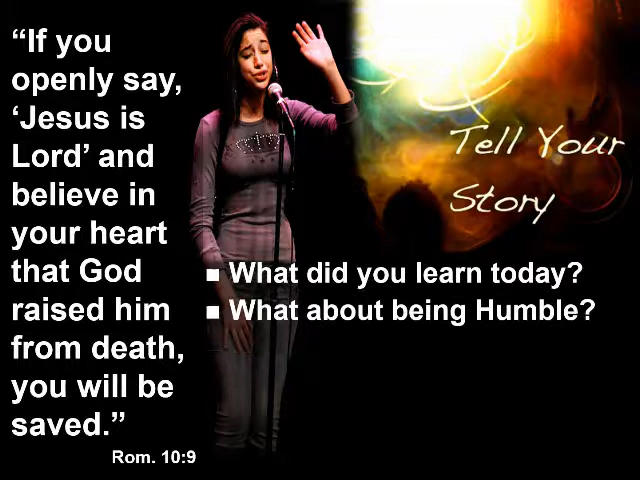 “If you
openly say,
‘Jesus is
Lord’ and
believe in
your heart
that God
raised him
from death,
you will be
saved.”
Rom. 10:9
Tell Your
Story
■ What did you learn today?
■ What about being Humble?